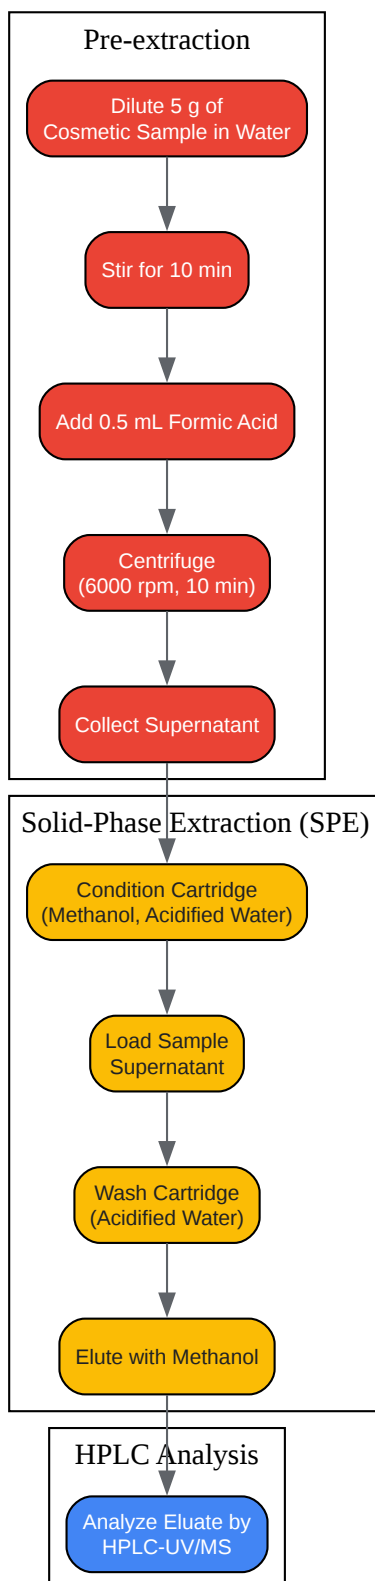 Pre-extraction
Dilute 5 g of
Cosmetic Sample in Water
Stir for 10 min
Add 0.5 mL Formic Acid
Centrifuge
(6000 rpm, 10 min)
Collect Supernatant
Solid-Phase Extraction (SPE)
Condition Cartridge
(Methanol, Acidified Water)
Load Sample
Supernatant
Wash Cartridge
(Acidified Water)
Elute with Methanol
HPLC Analysis
Analyze Eluate by
HPLC-UV/MS